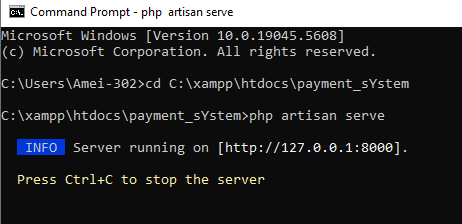 Command Prompt - php  artisan serve
Microsoft Windows [Version 10.0.19045.5608]
(c) Microsoft Corporation. All rights reserved.
C:\Users\Amei-302>cd C:\xampp\htdocs\payment_sYstem
C:\xampp\htdocs\payment_sYstem>php artisan serve
INFO  Server running on [http://127.0.0.1:8000].
Press Ctrl+C to stop the server